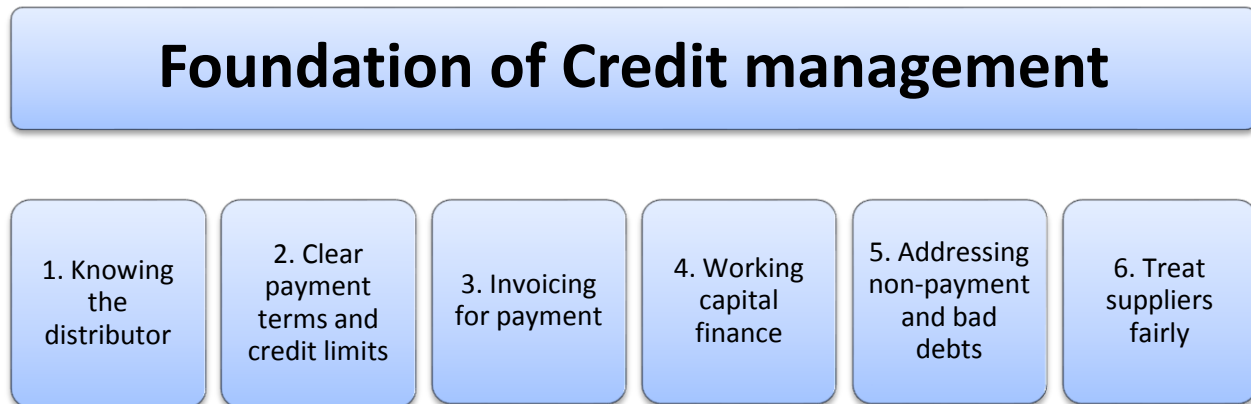 Foundation of Credit management
1. Knowing
the
distributor
2. Clear
payment
terms and
credit limits
3. Invoicing
for payment
4. Working
capital
finance
5. Addressing
non-payment
and bad
debts
6. Treat
suppliers
fairly